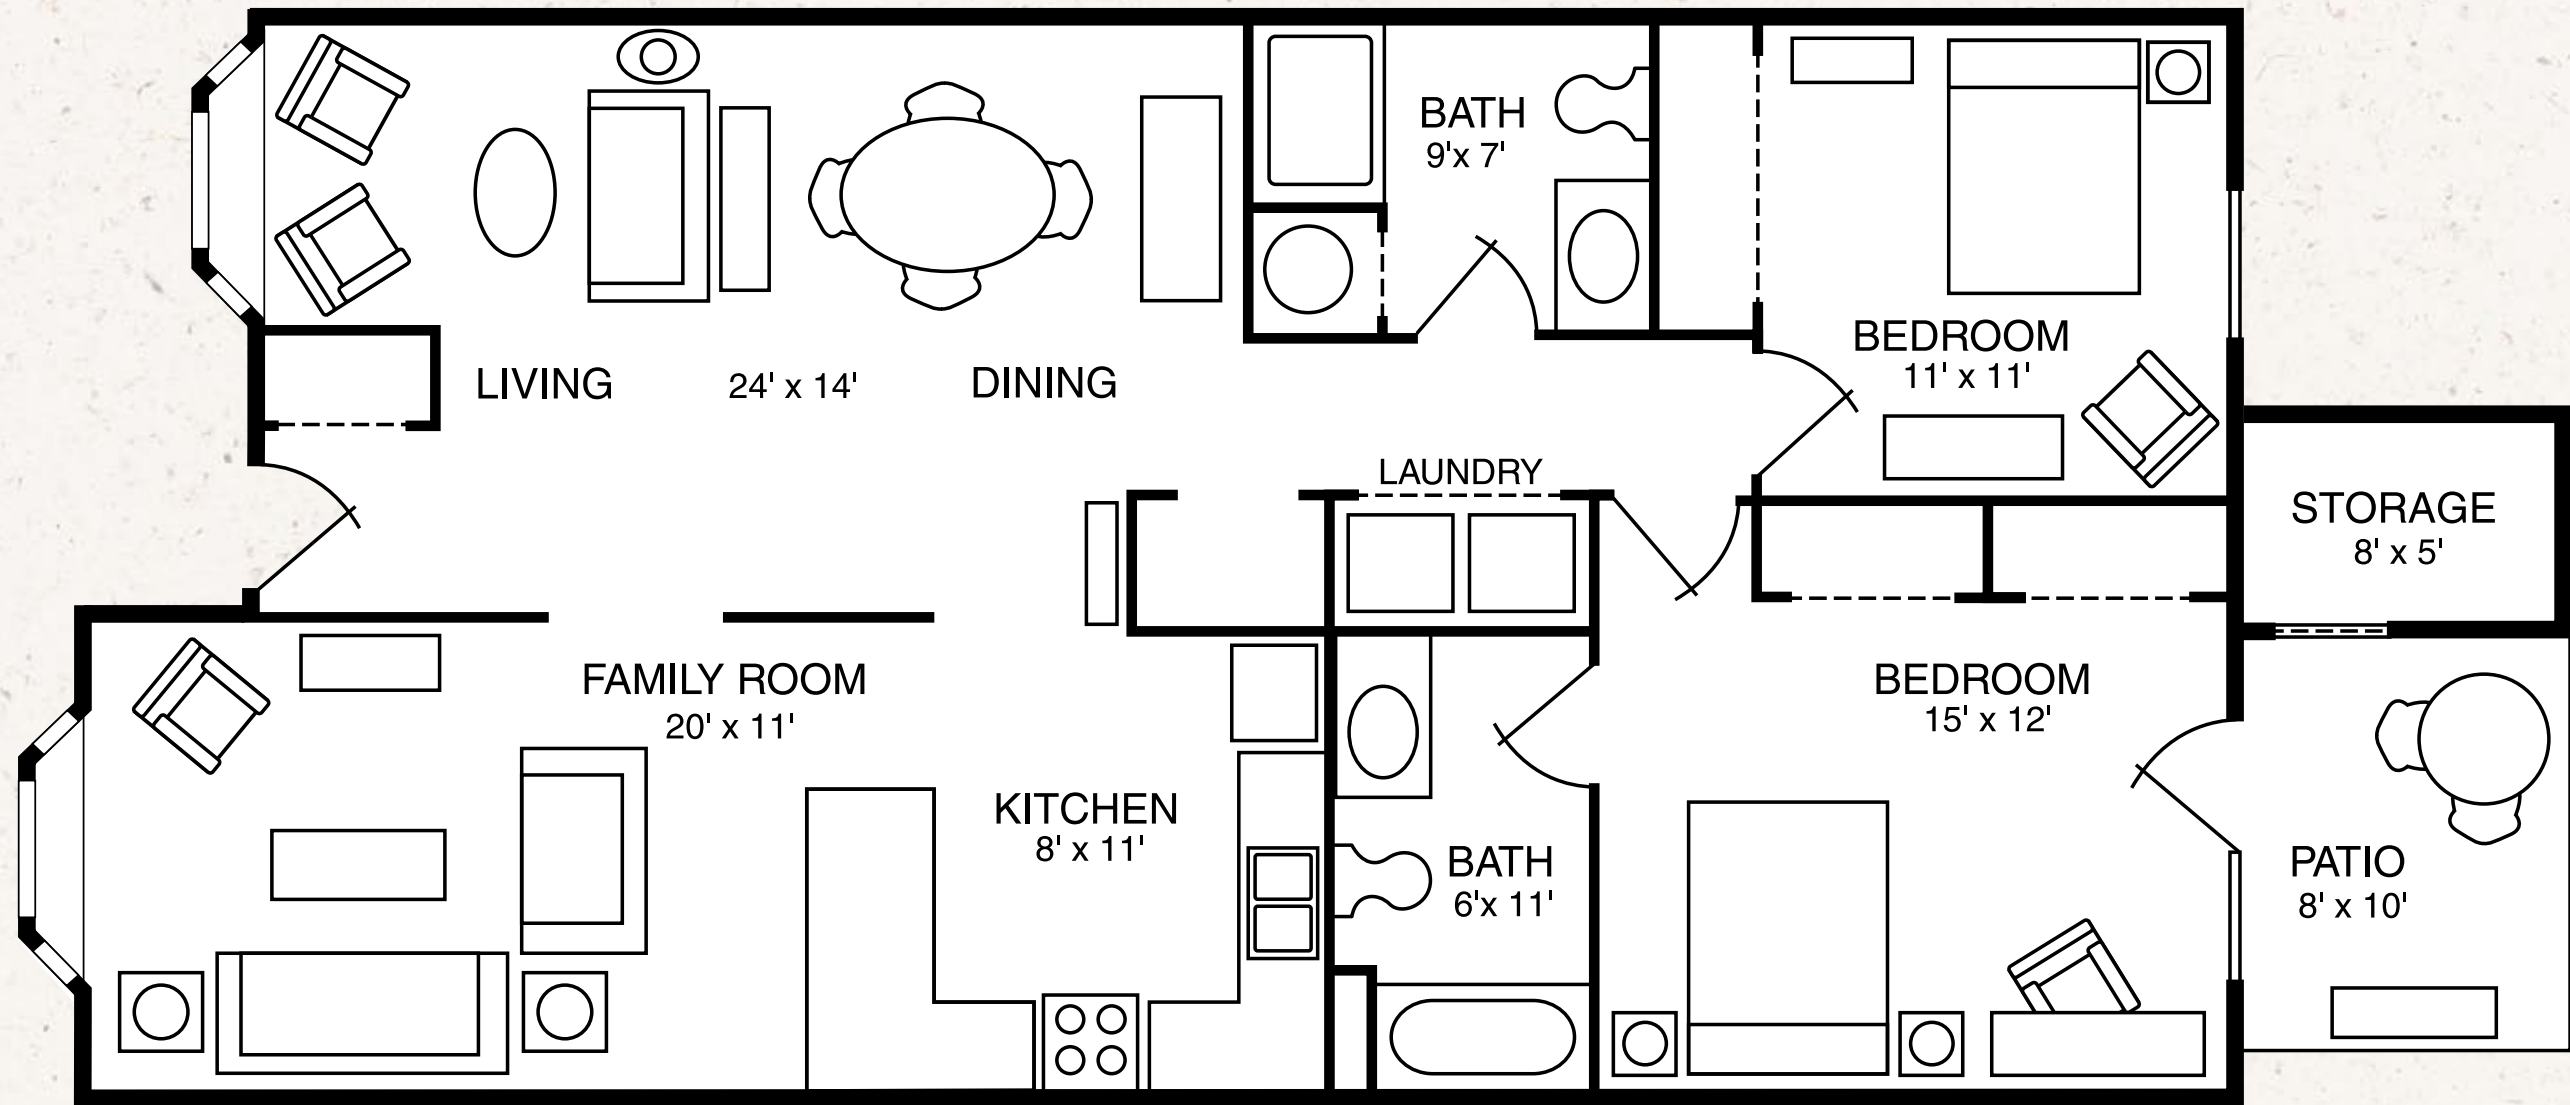 BATH
9'x 7'
BEDROOM
11' x 11'
LIVING
24' x 14'
DINING
LAUNDRY
STORAGE
8' x 5'
FAMILY ROOM
20' x 11'
BEDROOM
15' x 12'
KITCHEN
8' x 11'
BATH
6'x 11'
PATIO
8' x 10'